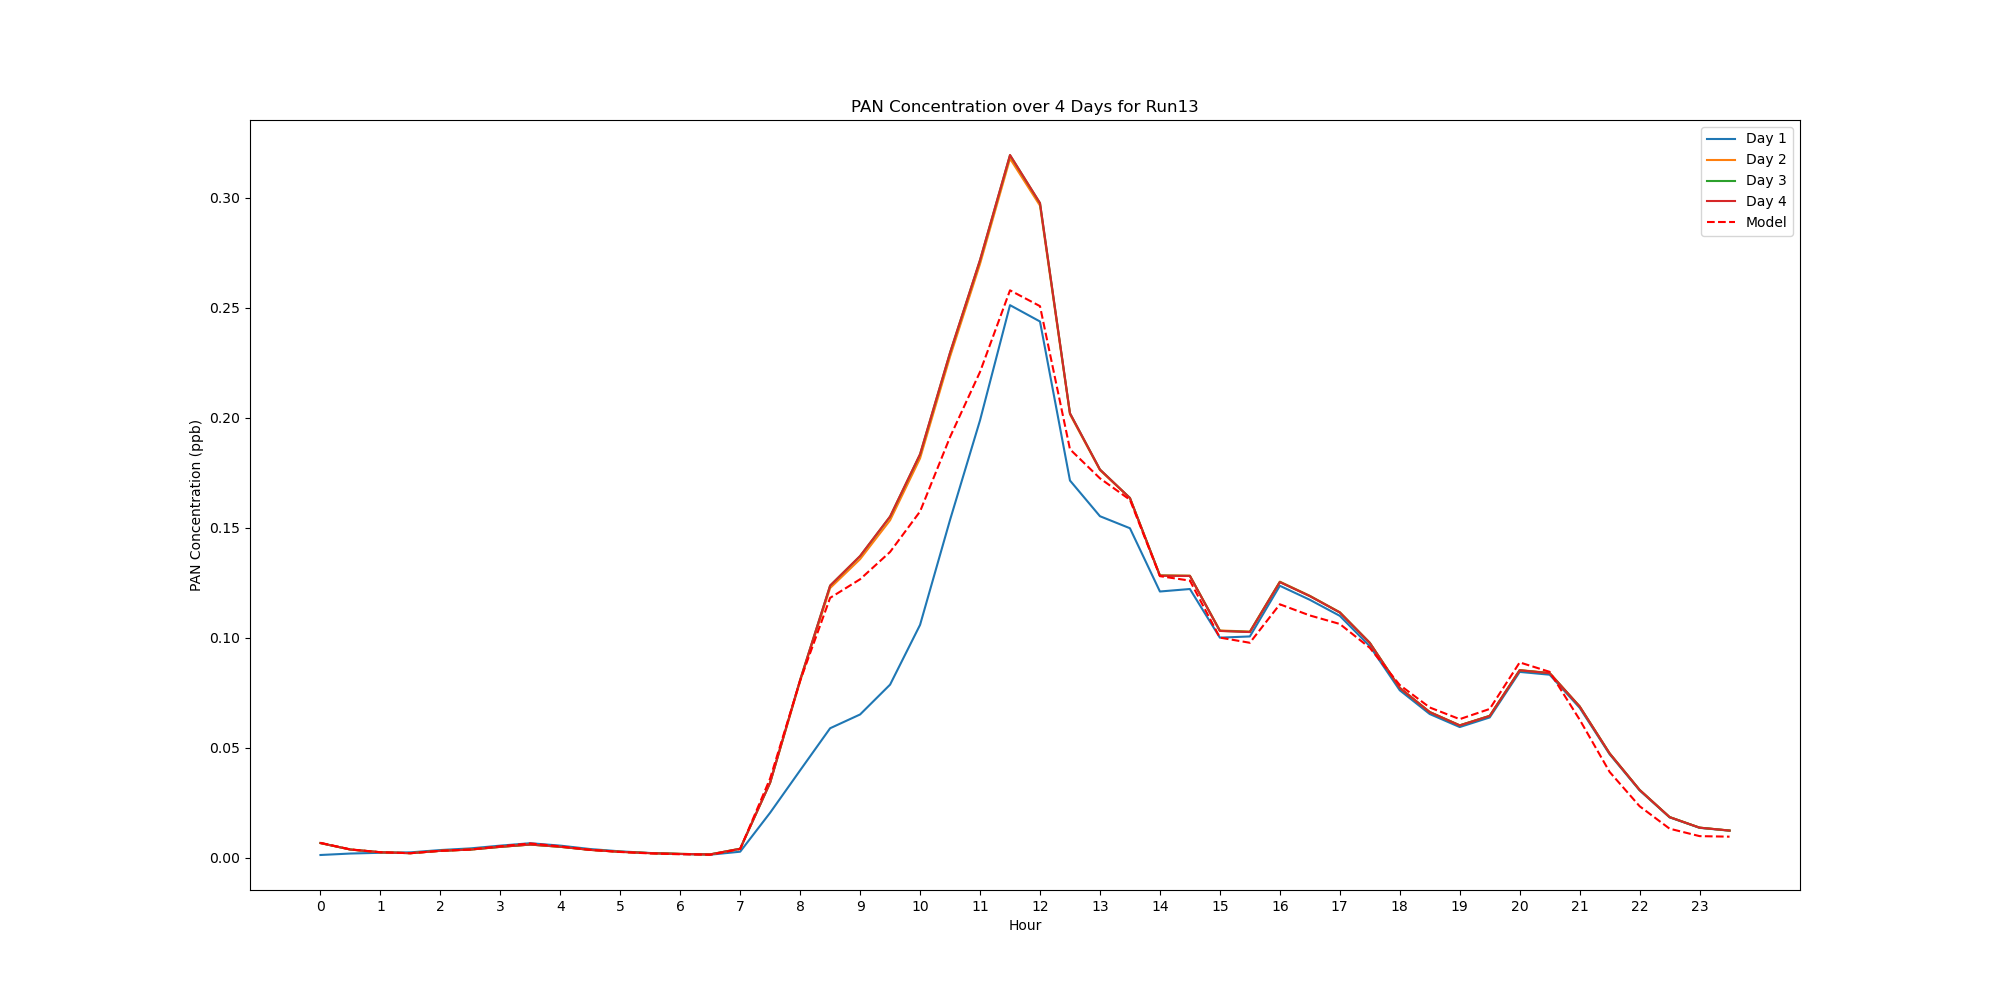 PAN Concentration over 4 Days for Run13
Day 1
Day 2
Day 3
Day 4
Model
PAN Concentration (ppb)
0.30
0.25
0.20
0.15
0.10
0.05
0.00
0 1 2 3 4 5 6 7 8 9 10 11 12 13 14 15 16 17 18 19 20 21 22 23
Hour